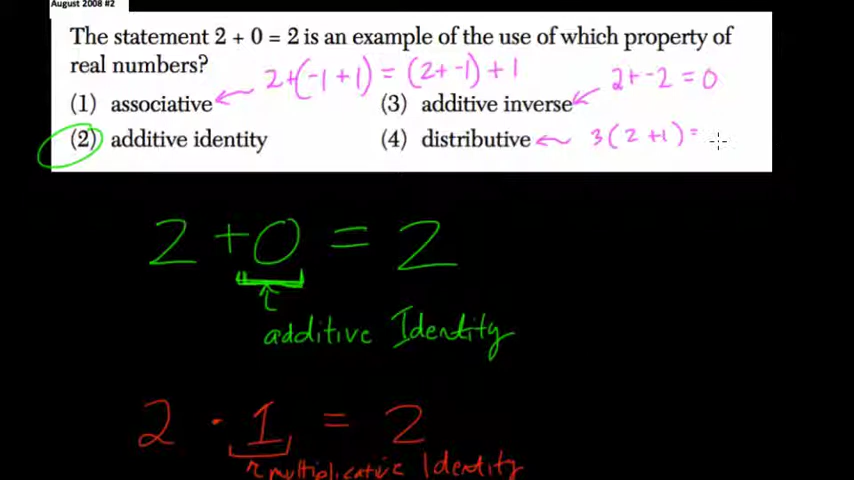 August 2008 #2
The statement 2 + 0 = 2 is an example of the use of which property of
real numbers?
2+(-1+1) = (2+-1)+1
2+-2=0
(1) associative
(3) additive inverse
(2) additive identity
(4) distributive
3(2+1)=
2+0=2
additive Identity
2 · 1 = 2
multiplicative Identity